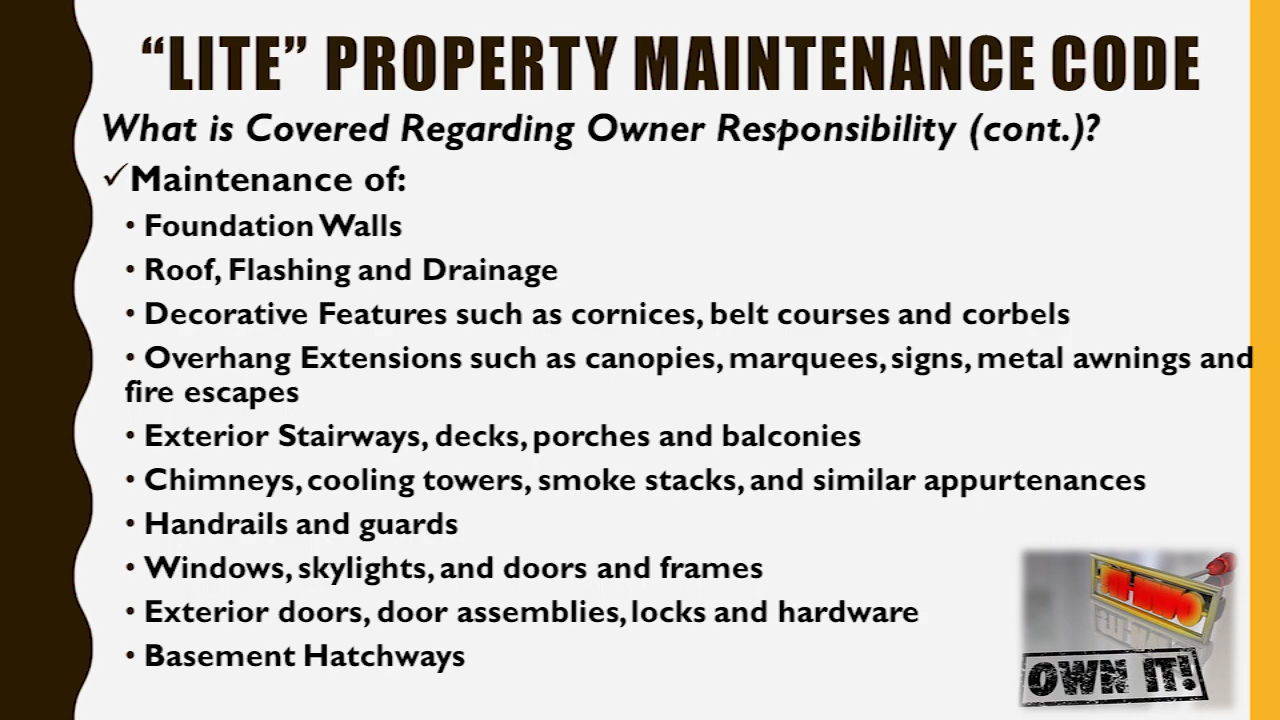 “LITE” PROPERTY MAINTENANCE CODE
What is Covered Regarding Owner Responsibility (cont.)?
✓Maintenance of:
• Foundation Walls
• Roof, Flashing and Drainage
• Decorative Features such as cornices, belt courses and corbels
• Overhang Extensions such as canopies, marquees, signs, metal awnings and
fire escapes
• Exterior Stairways, decks, porches and balconies
• Chimneys, cooling towers, smoke stacks, and similar appurtenances
• Handrails and guards
• Windows, skylights, and doors and frames
• Exterior doors, door assemblies, locks and hardware
• Basement Hatchways
OWN IT!